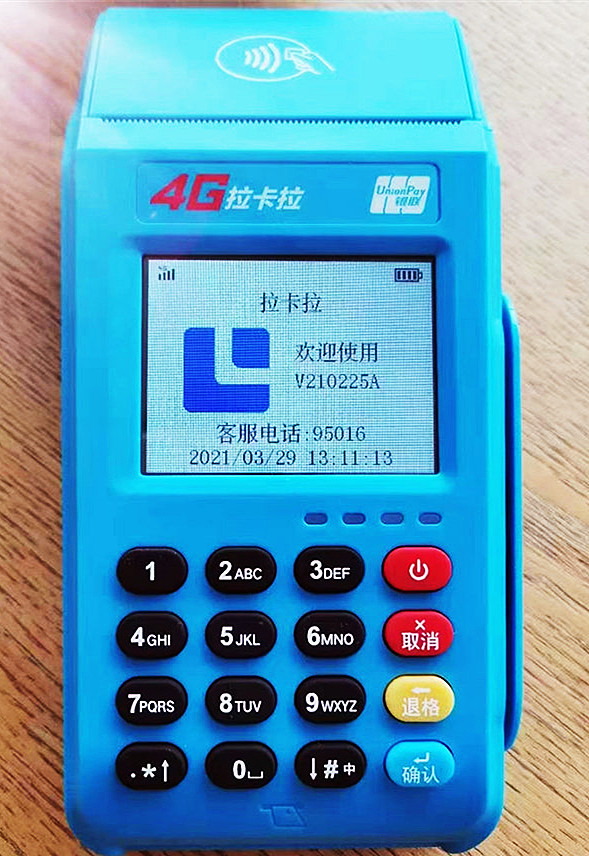 4G拉卡拉
UnionPay
银联
拉卡拉
欢迎使用
V210225A
客服电话:95016
2021/03/29 13:11:13
1 2ABC 3DEF
4GHI 5JKL 6MNO ×取消
7PQRS 8TUV 9WXYZ ←退格
.*↑ 0␣ ↓#中 ↵确认